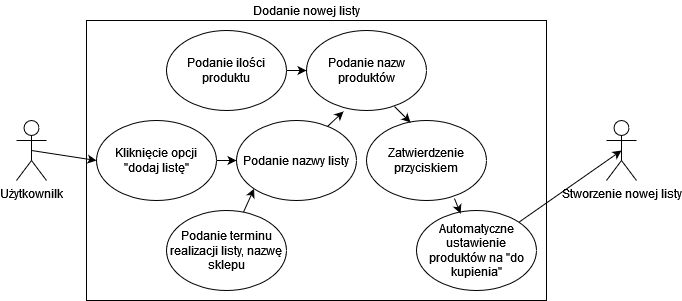 Dodanie nowej listy
Podanie ilości
produktu
Podanie nazw
produktów
Kliknięcie opcji
"dodaj listę"
Podanie nazwy listy
Zatwierdzenie
przyciskiem
Użytkownilk
Stworzenie nowej listy
Podanie terminu
realizacji listy, nazwę
sklepu
Automatyczne
ustawienie
produktów na "do
kupienia"